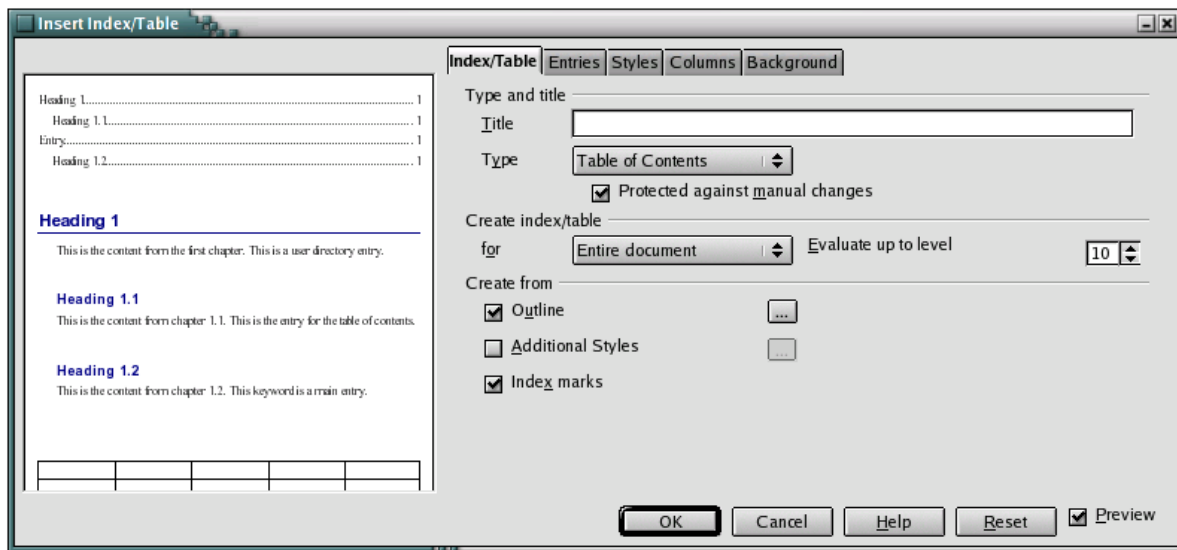 Insert Index/Table
Index/Table Entries Styles Columns Background
Heading 1 1
Heading 1.1 1
Entry 1
Heading 1.2 1
Heading 1
This is the content from the first chapter. This is a user directory entry.
Heading 1.1
This is the content from chapter 1.1. This is the entry for the table of contents.
Heading 1.2
This is the content from chapter 1.2. This keyword is a main entry.
Type and title
Title
Type Table of Contents
Protected against manual changes
Create index/table
for Entire document Evaluate up to level 10
Create from
Outline ...
Additional Styles ...
Index marks
OK Cancel Help Reset Preview